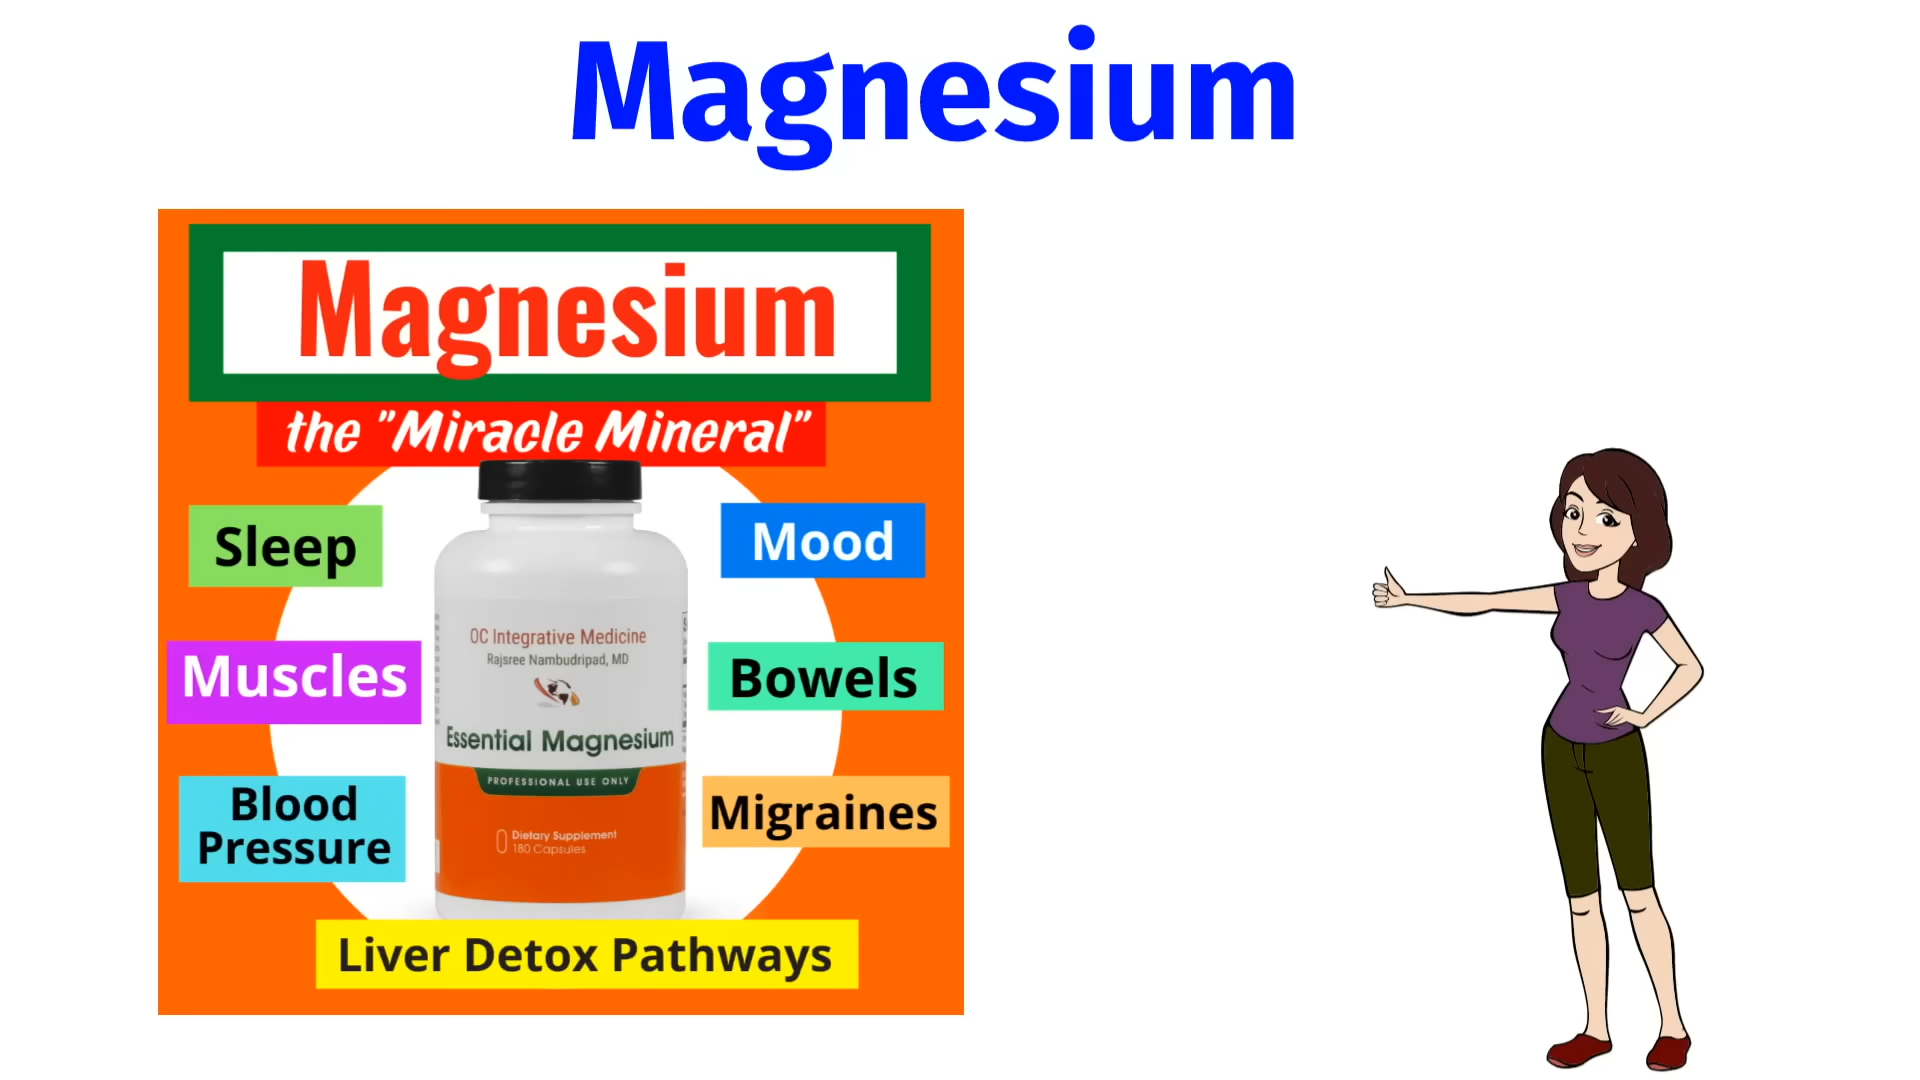 Magnesium
Magnesium
the "Miracle Mineral"
Sleep
Mood
OC Integrative Medicine
Rajsree Nambudripad, MD
Muscles
Bowels
Essential Magnesium
PROFESSIONAL USE ONLY
Blood
Pressure
Migraines
Dietary Supplement
180 Capsules
Liver Detox Pathways